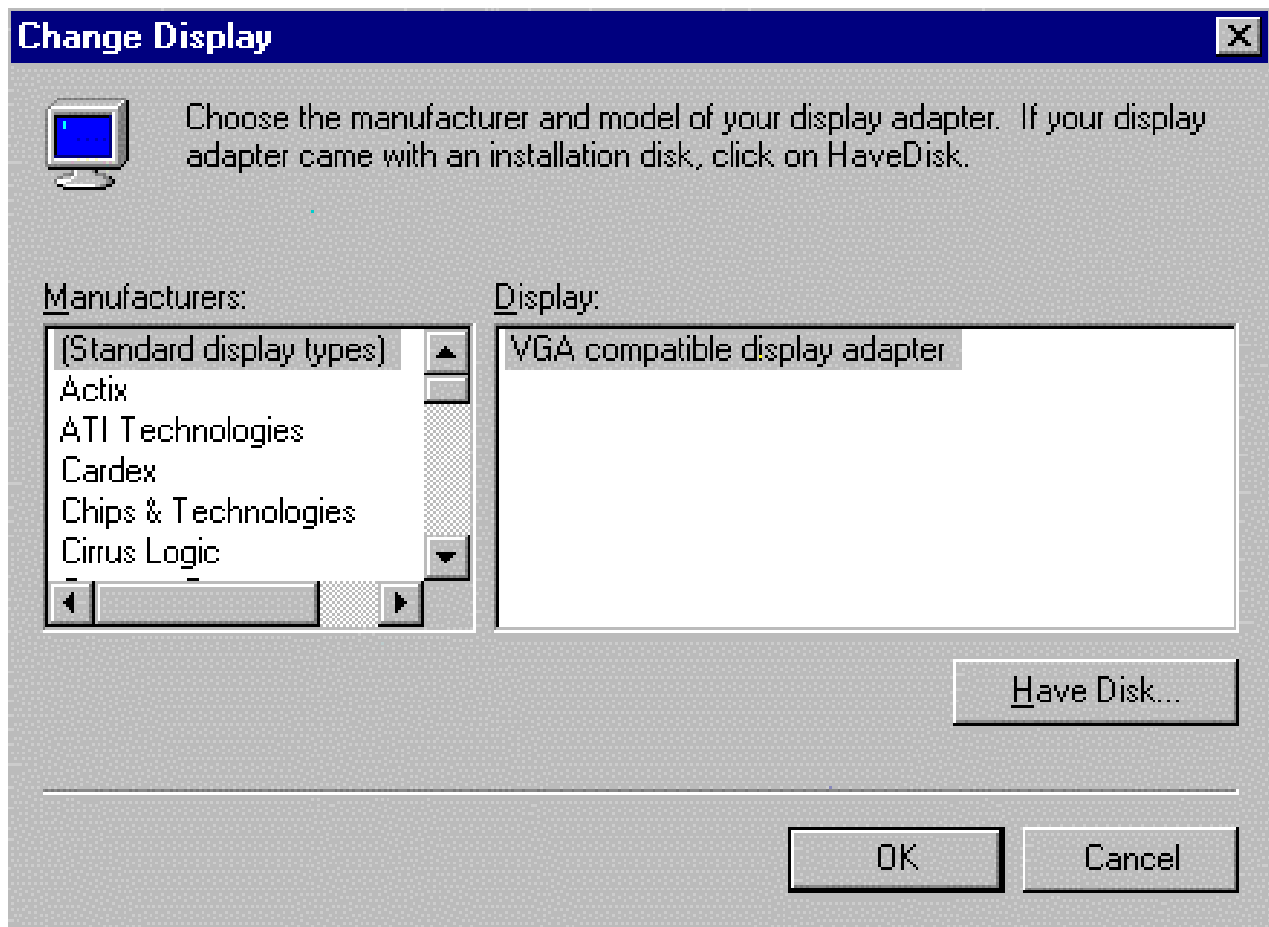 Change Display
Choose the manufacturer and model of your display adapter.  If your display
adapter came with an installation disk, click on HaveDisk.
Manufacturers:
Display:
(Standard display types)
VGA compatible display adapter
Actix
ATI Technologies
Cardex
Chips & Technologies
Cirrus Logic
Have Disk...
OK
Cancel